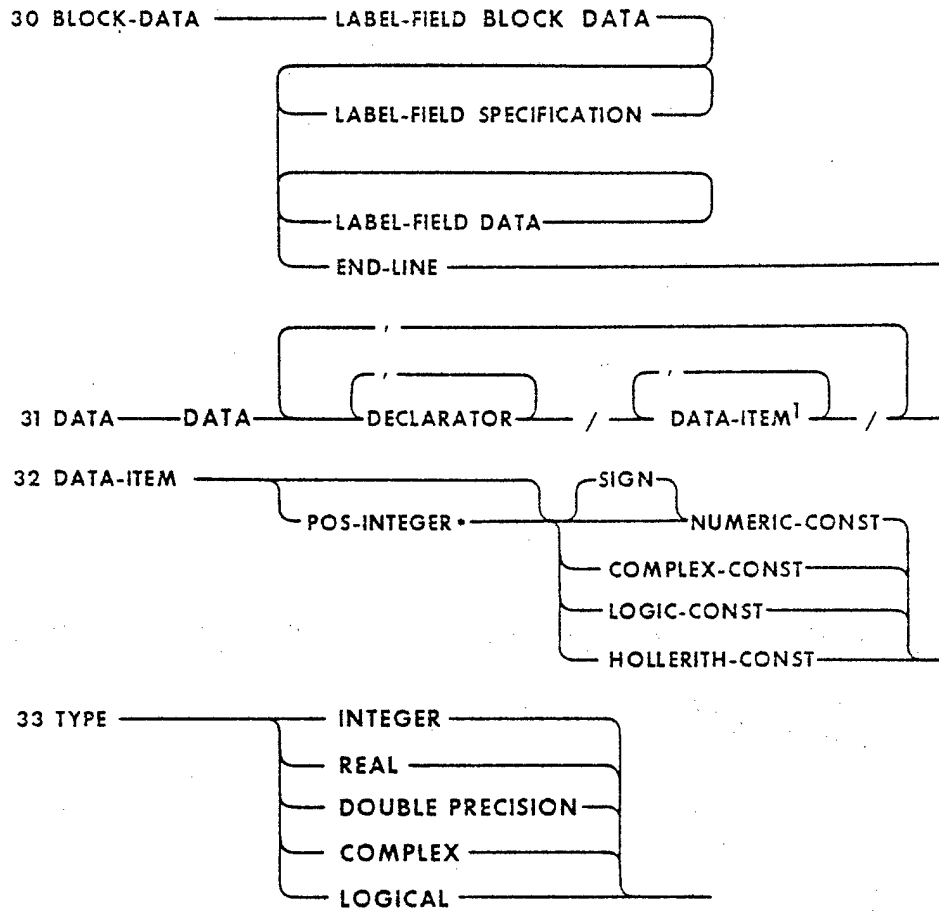 30 BLOCK-DATA LABEL-FIELD BLOCK DATA
LABEL-FIELD SPECIFICATION
LABEL-FIELD DATA
END-LINE
,
, ,
31 DATA DATA DECLARATOR / DATA-ITEM1 /
32 DATA-ITEM SIGN
POS-INTEGER* NUMERIC-CONST
COMPLEX-CONST
LOGIC-CONST
HOLLERITH-CONST
33 TYPE INTEGER
REAL
DOUBLE PRECISION
COMPLEX
LOGICAL